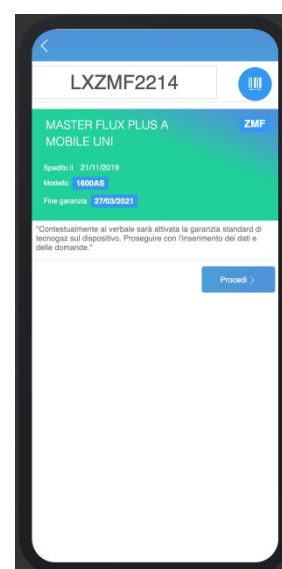 LXZMF2214
MASTER FLUX PLUS A
MOBILE UNI
ZMF
Spedito il 21/11/2019
Modello 1600AS
Fine garanzia 27/03/2021
"Contestualmente al verbale sarà attivata la garanzia standard di
tecnogaz sul dispositivo. Proseguire con l'inserimento dei dati e
delle domande."
Procedi >